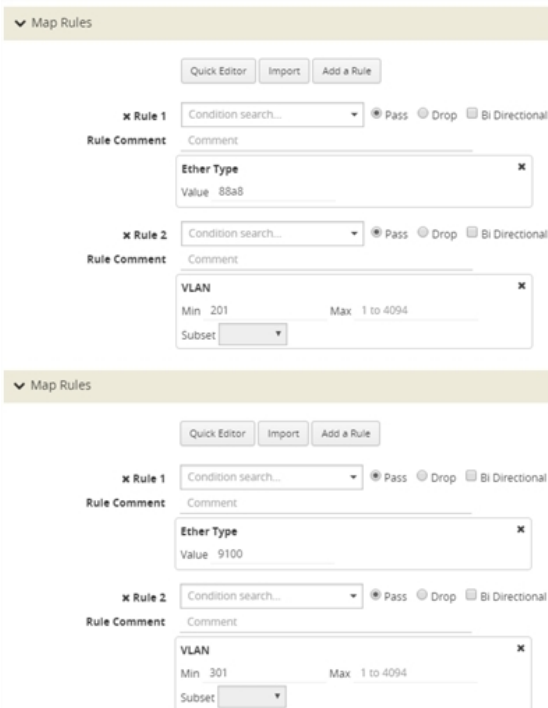 Map Rules
Quick Editor Import Add a Rule
Rule 1 Condition search... Pass Drop Bi Directional
Rule Comment Comment
Ether Type
Value 88a8
Rule 2 Condition search... Pass Drop Bi Directional
Rule Comment Comment
VLAN
Min 201 Max 1 to 4094
Subset
Map Rules
Quick Editor Import Add a Rule
Rule 1 Condition search... Pass Drop Bi Directional
Rule Comment Comment
Ether Type
Value 9100
Rule 2 Condition search... Pass Drop Bi Directional
Rule Comment Comment
VLAN
Min 301 Max 1 to 4094
Subset